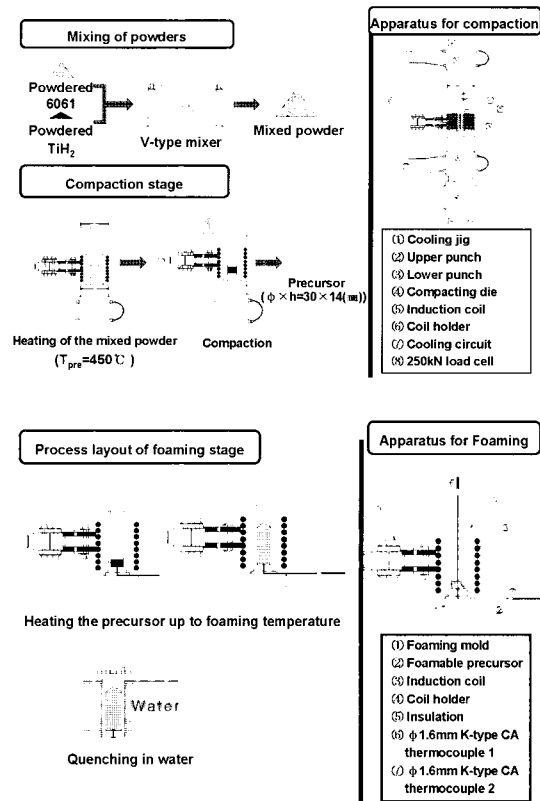 Mixing of powders
Powdered
6061
Powdered
TiH2
V-type mixer
Mixed powder
Compaction stage
Heating of the mixed powder
(Tpre=450℃)
Compaction
Precursor
(ϕ×h=30×14(㎜))
Apparatus for compaction
(1) Cooling jig
(2) Upper punch
(3) Lower punch
(4) Compacting die
(5) Induction coil
(6) Coil holder
(7) Cooling circuit
(8) 250kN load cell
Process layout of foaming stage
Heating the precursor up to foaming temperature
Water
Quenching in water
Apparatus for Foaming
(1) Foaming mold
(2) Foamable precursor
(3) Induction coil
(4) Coil holder
(5) Insulation
(6) ϕ1.6mm K-type CA
thermocouple 1
(7) ϕ1.6mm K-type CA
thermocouple 2